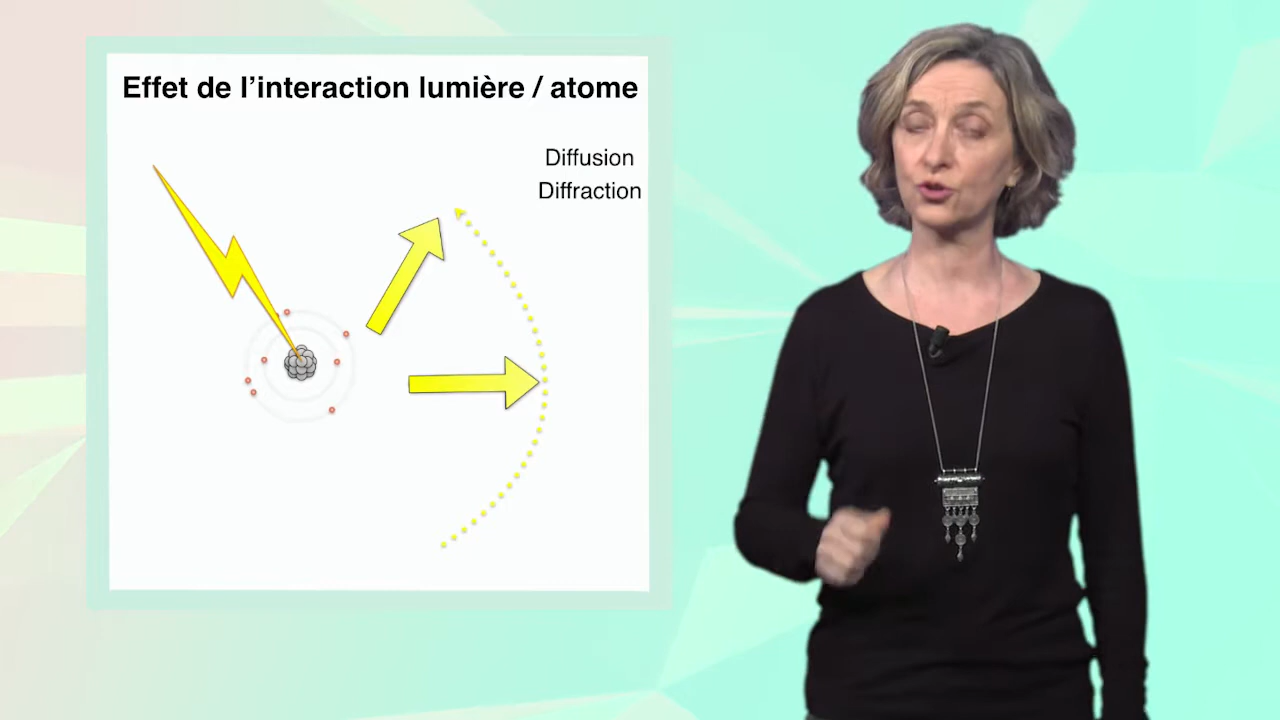 Effet de l’interaction lumière / atome
Diffusion
Diffraction